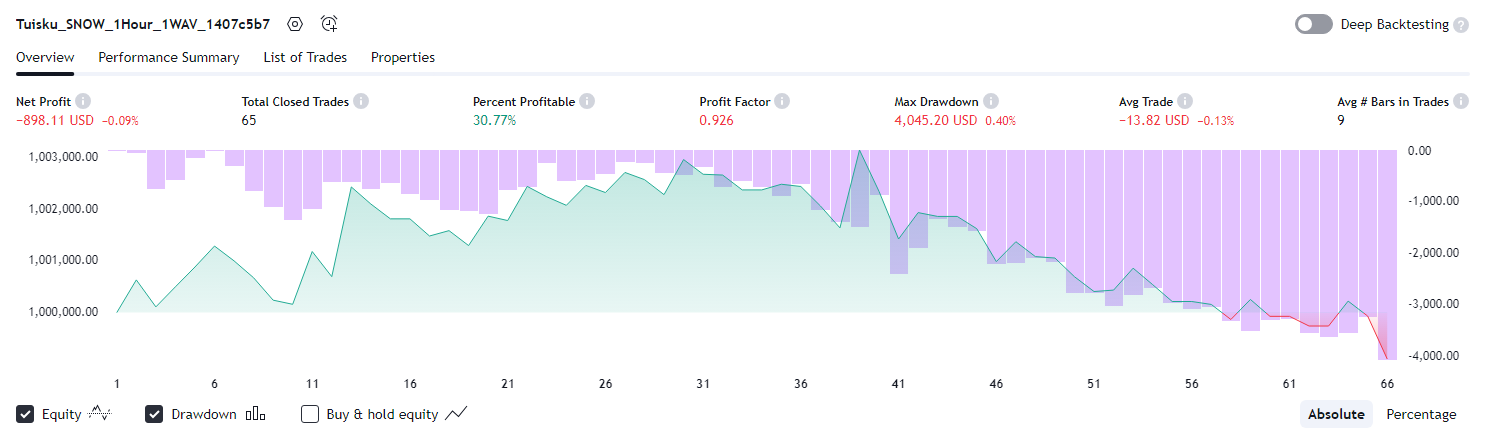 Tuisku_SNOW_1Hour_1WAV_1407c5b7
Deep Backtesting ?
Overview Performance Summary List of Trades Properties
Net Profit i Total Closed Trades i Percent Profitable i Profit Factor i Max Drawdown i Avg Trade i Avg # Bars in Trades i
−898.11 USD −0.09% 65 30.77% 0.926 4,045.20 USD 0.40% −13.82 USD −0.13% 9
1,003,000.00 0.00
1,002,000.00 -1,000.00
1,001,000.00 -2,000.00
1,000,000.00 -3,000.00
-4,000.00
1 6 11 16 21 26 31 36 41 46 51 56 61 66
Equity Drawdown Buy & hold equity Absolute Percentage